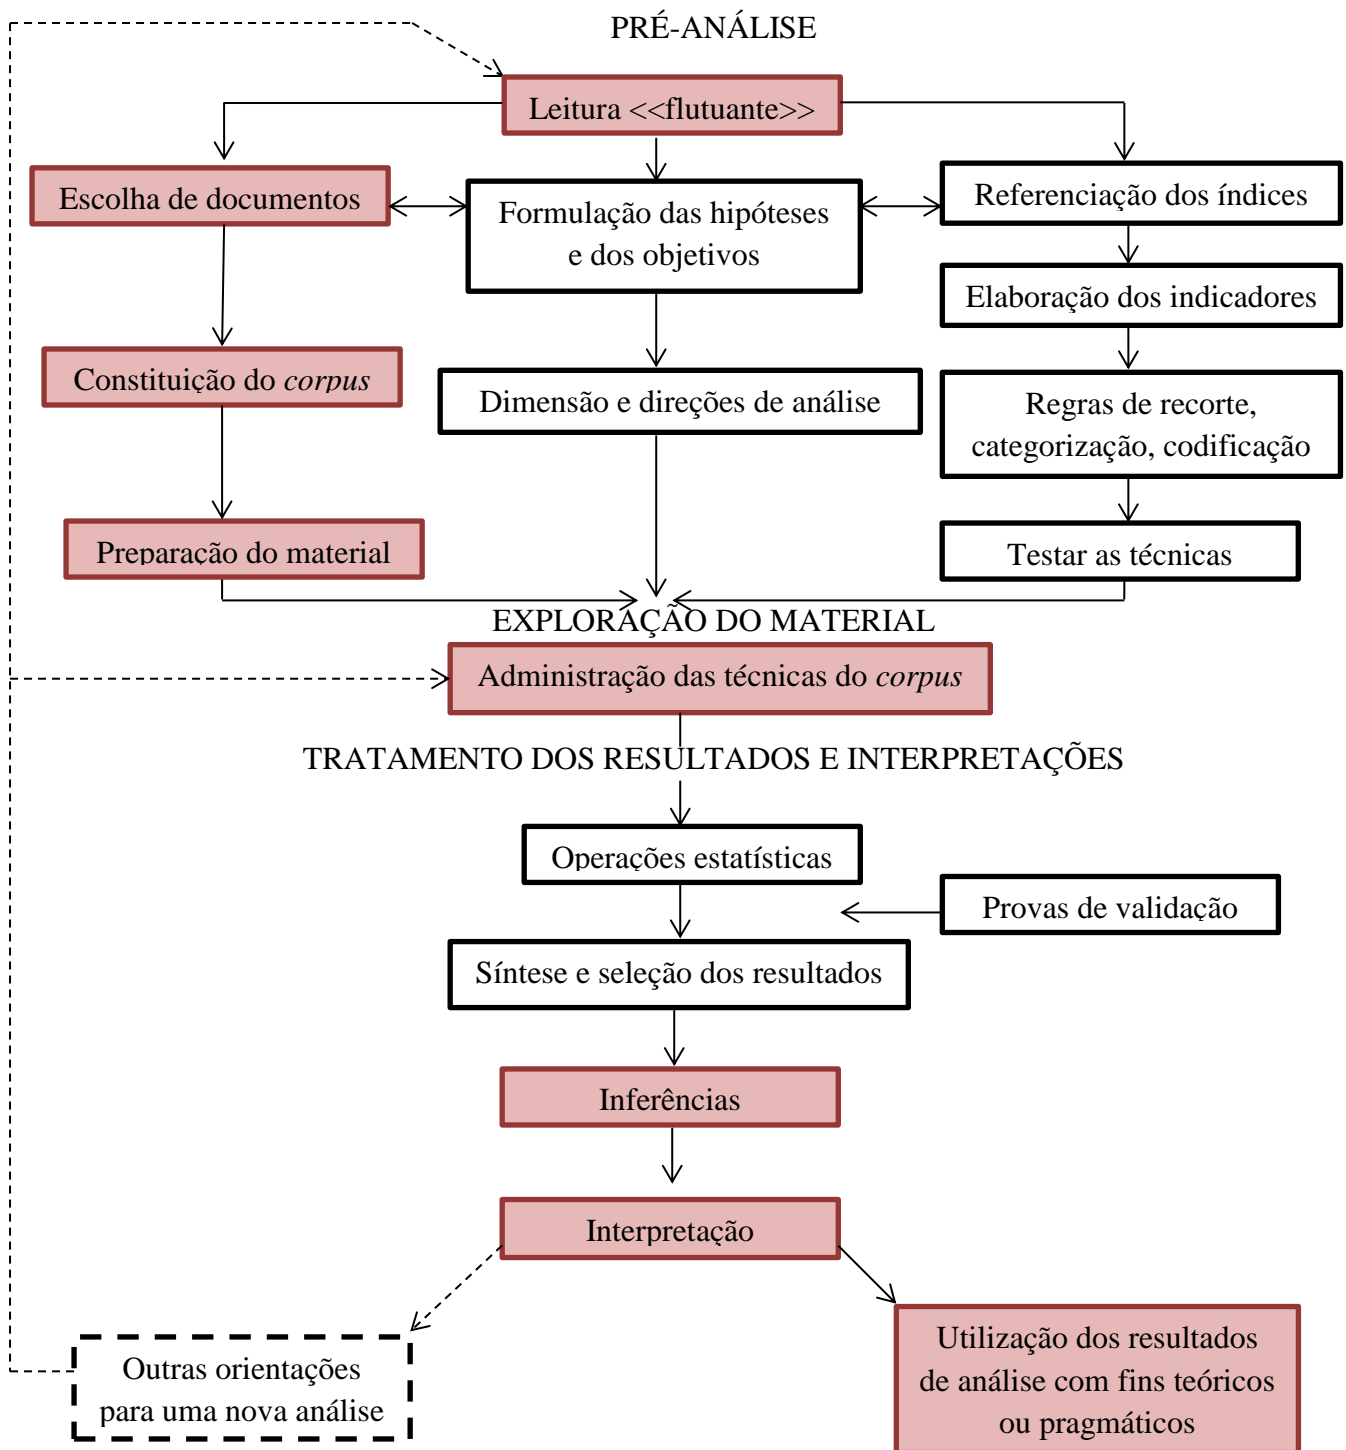 PRÉ-ANÁLISE
Leitura <<flutuante>>
Escolha de documentos
Formulação das hipóteses
e dos objetivos
Referenciação dos índices
Elaboração dos indicadores
Constituição do corpus
Dimensão e direções de análise
Regras de recorte,
categorização, codificação
Preparação do material
Testar as técnicas
EXPLORAÇÃO DO MATERIAL
Administração das técnicas do corpus
TRATAMENTO DOS RESULTADOS E INTERPRETAÇÕES
Operações estatísticas
Provas de validação
Síntese e seleção dos resultados
Inferências
Interpretação
Outras orientações
para uma nova análise
Utilização dos resultados
de análise com fins teóricos
ou pragmáticos